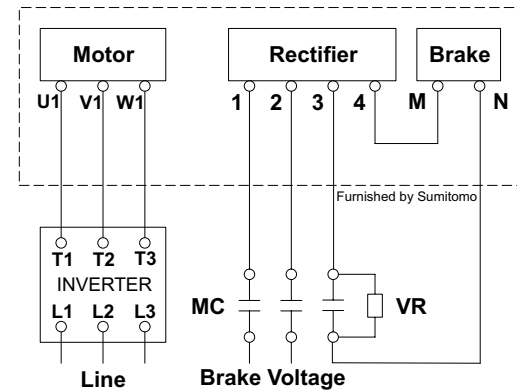 Motor Rectifier Brake
U1 V1 W1 1 2 3 4 M N
Furnished by Sumitomo
T1 T2 T3
INVERTER
L1 L2 L3
MC VR
Line Brake Voltage